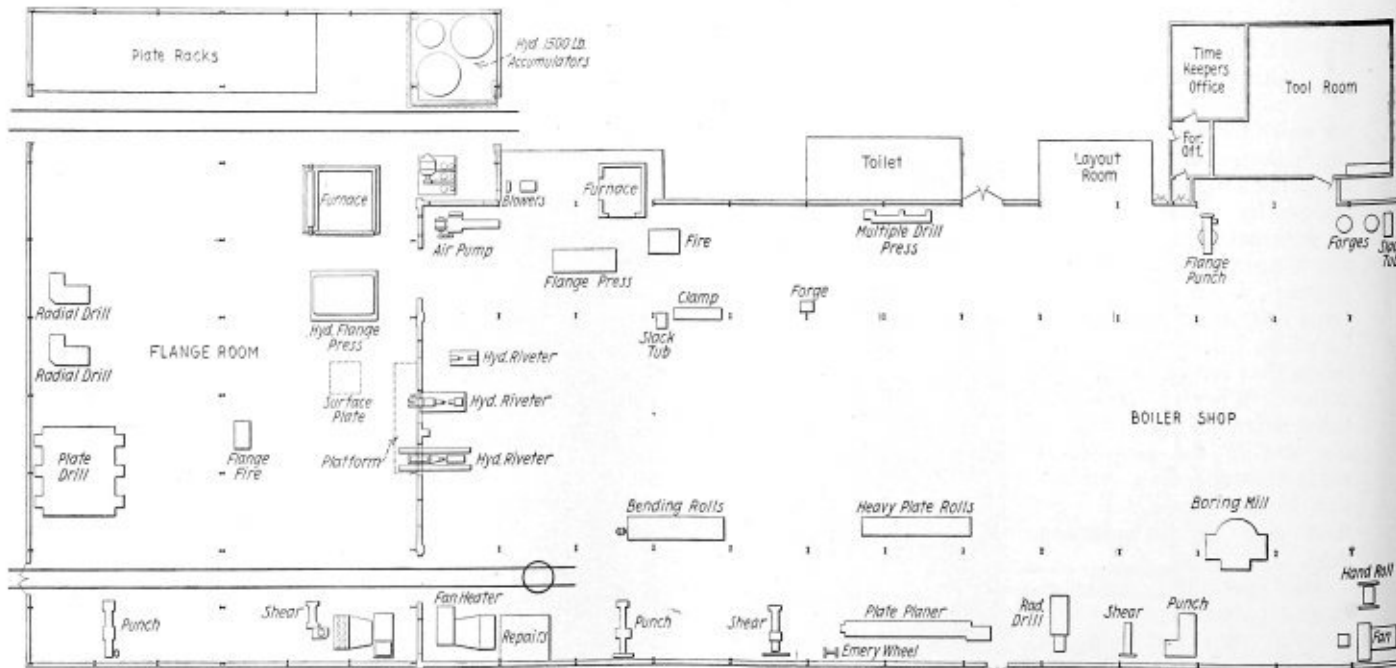 Plate Racks
Hyd. 1500 Lb.
Accumulators
Time
Keepers
Office
Tool Room
For.
Off.
Toilet
Layout
Room
Furnace
Blowers
Furnace
Air Pump
Fire
Flange Press
Multiple Drill
Press
Flange
Punch
Forges
Slack
Tub
Radial Drill
Hyd. Flange
Press
Clamp
Slack
Tub
Forge
FLANGE ROOM
Radial Drill
Surface
Plate
Hyd. Riveter
Hyd. Riveter
Hyd. Riveter
Platform
BOILER SHOP
Plate
Drill
Flange
Fire
Bending Rolls
Heavy Plate Rolls
Boring Mill
Hand Roll
Punch
Shear
Fan Heater
Repairs
Punch
Shear
Plate Planer
Emery Wheel
Rad.
Drill
Shear
Punch
Fan